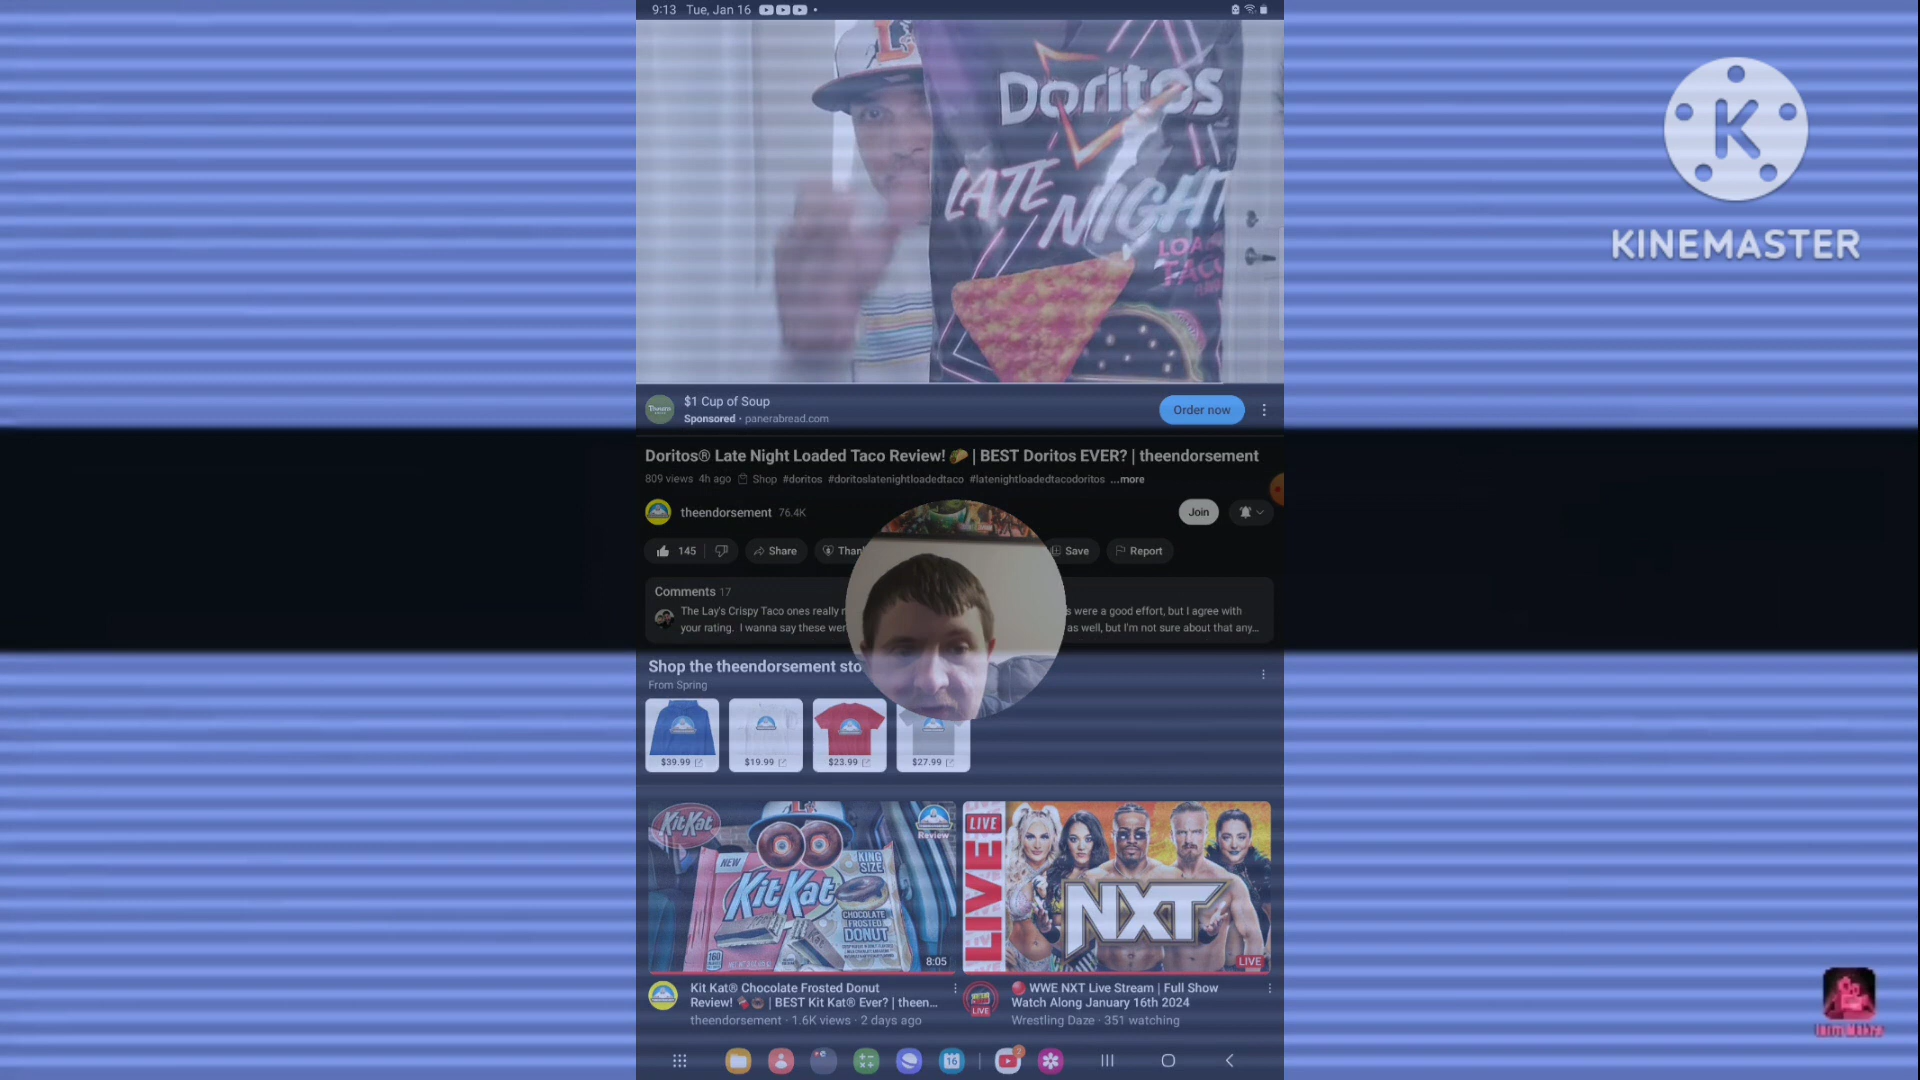 9:13 Tue, Jan 16
Doritos
LATE
NIGHT
KINEMASTER
$1 Cup of Soup
Sponsored • panerabread.com
Order now
Doritos® Late Night Loaded Taco Review! 🌮 | BEST Doritos EVER? | theendorsement
809 views 4h ago Shop #doritos #doritoslatenightloadedtaco #latenightloadedtacodoritos ...more
theendorsement 76.4K
Join
145 Share Save Report
Comments 17
The Lay's Crispy Taco ones really s were a good effort, but I agree with
your rating. I wanna say these wer as well, but I'm not sure about that any...
Shop the theendorsement sto
From Spring
$39.99 $19.99 $23.99 $27.99
KitKat
Review
NEW
KING
SIZE
KitKat
CHOCOLATE
FROSTED
DONUT
8:05
LIVE
LIVE
NXT
LIVE
Kit Kat® Chocolate Frosted Donut
Review! 🍫🍩 | BEST Kit Kat® Ever? | theen...
theendorsement · 1.6K views · 2 days ago
LIVE
🔴 WWE NXT Live Stream | Full Show
Watch Along January 16th 2024
Wrestling Daze · 351 watching
16